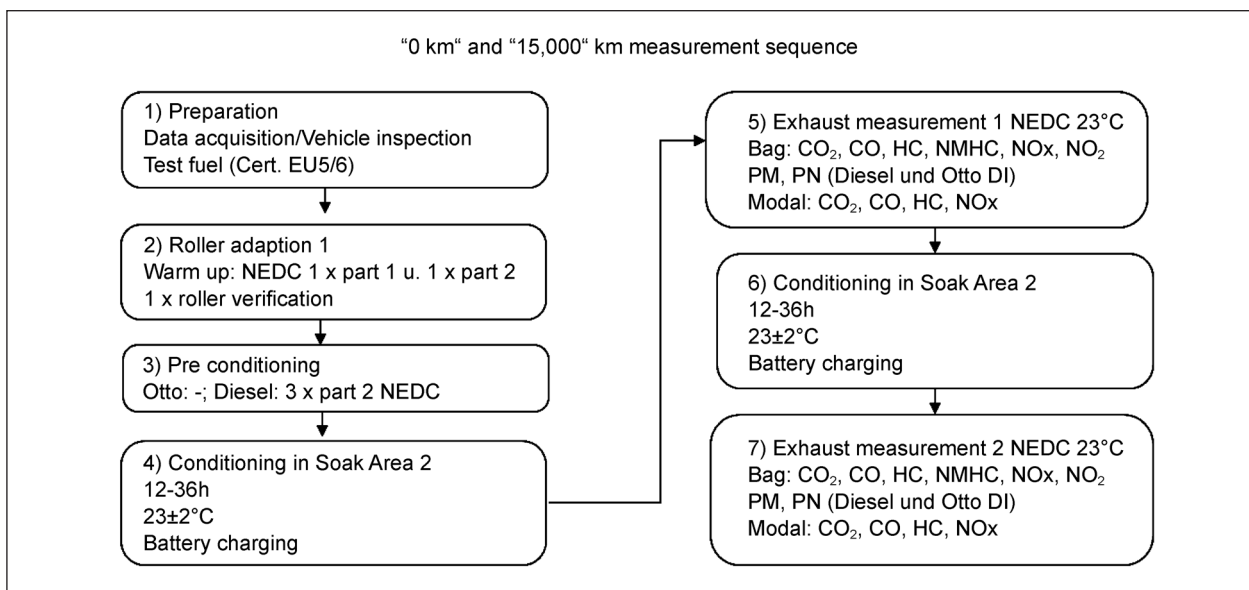 “0 km“ and “15,000“ km measurement sequence
1) Preparation
Data acquisition/Vehicle inspection
Test fuel (Cert. EU5/6)
2) Roller adaption 1
Warm up: NEDC 1 x part 1 u. 1 x part 2
1 x roller verification
3) Pre conditioning
Otto: -; Diesel: 3 x part 2 NEDC
4) Conditioning in Soak Area 2
12-36h
23±2°C
Battery charging
5) Exhaust measurement 1 NEDC 23°C
Bag: CO₂, CO, HC, NMHC, NOx, NO₂
PM, PN (Diesel und Otto DI)
Modal: CO₂, CO, HC, NOx
6) Conditioning in Soak Area 2
12-36h
23±2°C
Battery charging
7) Exhaust measurement 2 NEDC 23°C
Bag: CO₂, CO, HC, NMHC, NOx, NO₂
PM, PN (Diesel und Otto DI)
Modal: CO₂, CO, HC, NOx